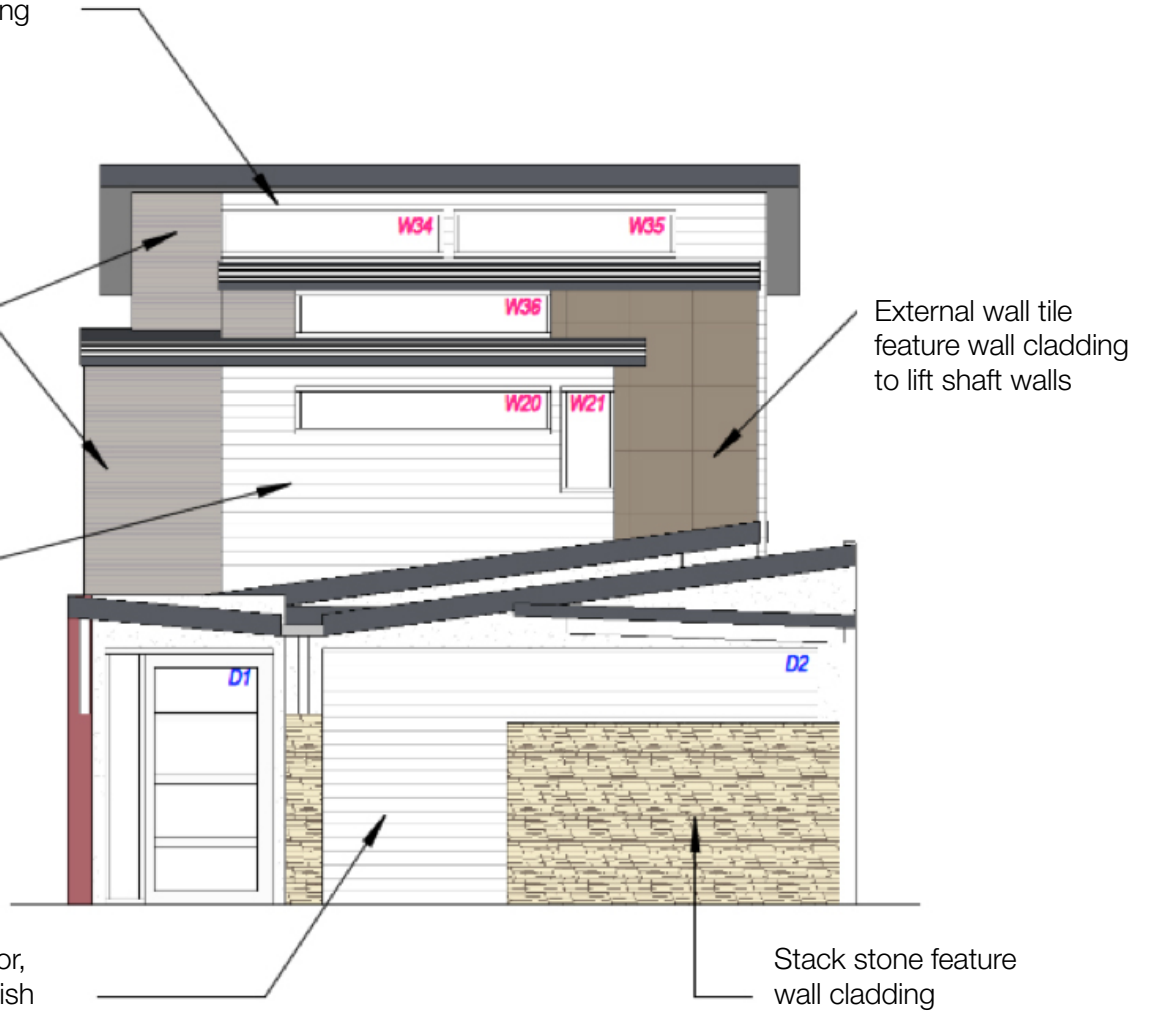 ng
W34
W35
W36
External wall tile
feature wall cladding
to lift shaft walls
W20
W21
D1
D2
or,
ish
Stack stone feature
wall cladding